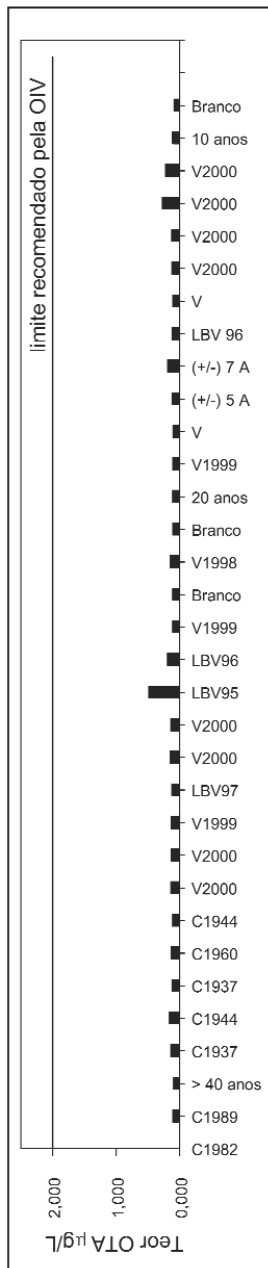 limite recomendado pela OIV
Branco
10 anos
V2000
V2000
V2000
V2000
V
LBV 96
(+/-) 7 A
(+/-) 5 A
V
V1999
20 anos
Branco
V1998
Branco
V1999
LBV96
LBV95
V2000
V2000
LBV97
V1999
V2000
V2000
C1944
C1960
C1937
C1944
C1937
> 40 anos
C1989
C1982
2,000
1,000
0,000
Teor OTA µg/L